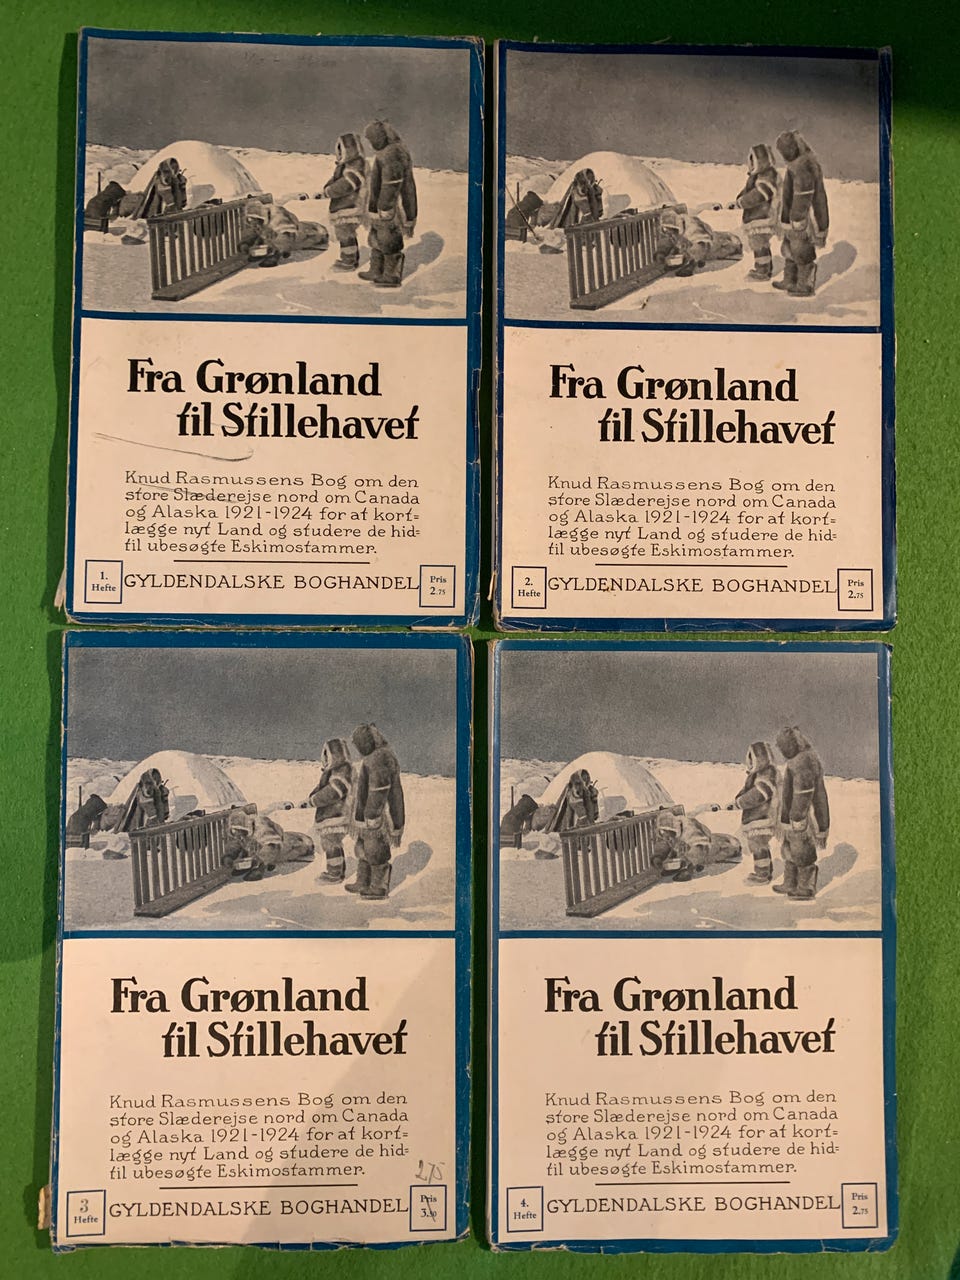 Fra Grønland
til Stillehavet
Knud Rasmussens Bog om den
store Slæderejse nord om Canada
og Alaska 1921-1924 for at kort=
lægge nyt Land og studere de hid=
til ubesøgte Eskimostammer.
1.
Hefte
GYLDENDALSKE BOGHANDEL
Pris
2.75
Fra Grønland
til Stillehavet
Knud Rasmussens Bog om den
store Slæderejse nord om Canada
og Alaska 1921-1924 for at kort=
lægge nyt Land og studere de hid=
til ubesøgte Eskimostammer.
2.
Hefte
GYLDENDALSKE BOGHANDEL
Pris
2.75
Fra Grønland
til Stillehavet
Knud Rasmussens Bog om den
store Slæderejse nord om Canada
og Alaska 1921-1924 for at kort=
lægge nyt Land og studere de hid=
til ubesøgte Eskimostammer.
2,75
3
Hefte
GYLDENDALSKE BOGHANDEL
Pris
3.50
Fra Grønland
til Stillehavet
Knud Rasmussens Bog om den
store Slæderejse nord om Canada
og Alaska 1921-1924 for at kort=
lægge nyt Land og studere de hid=
til ubesøgte Eskimostammer.
4.
Hefte
GYLDENDALSKE BOGHANDEL
Pris
2.75